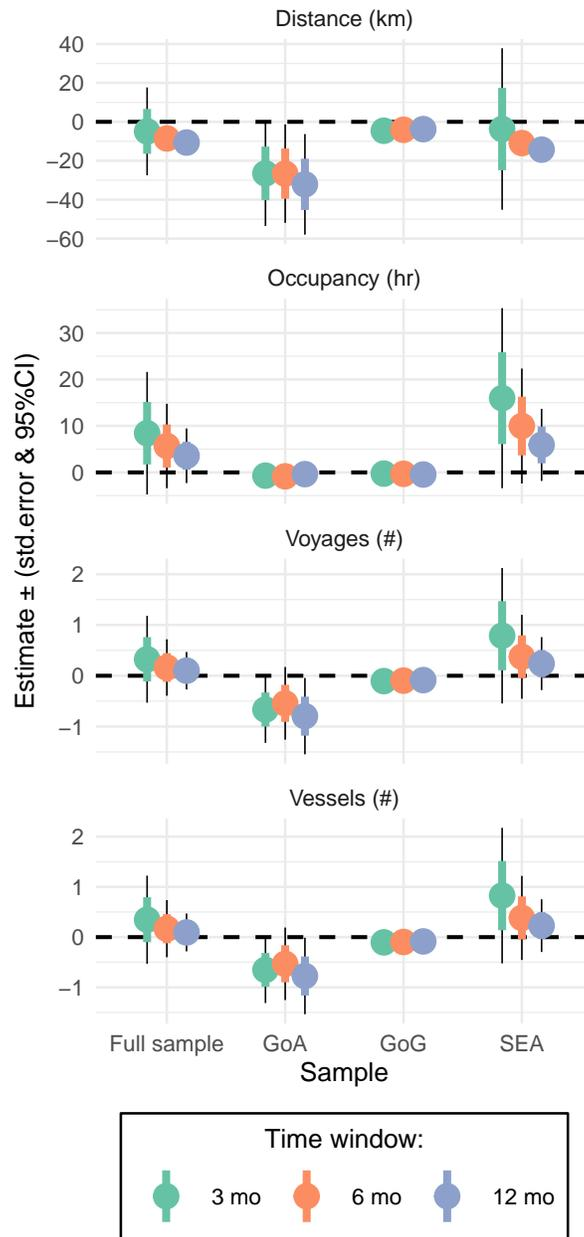 Distance (km)
40
20
0
−20
−40
−60
Occupancy (hr)
30
20
10
0
Voyages (#)
2
1
0
−1
Vessels (#)
2
1
0
−1
Estimate ± (std.error & 95%CI)
Full sample GoA GoG SEA
Sample
Time window:
3 mo 6 mo 12 mo